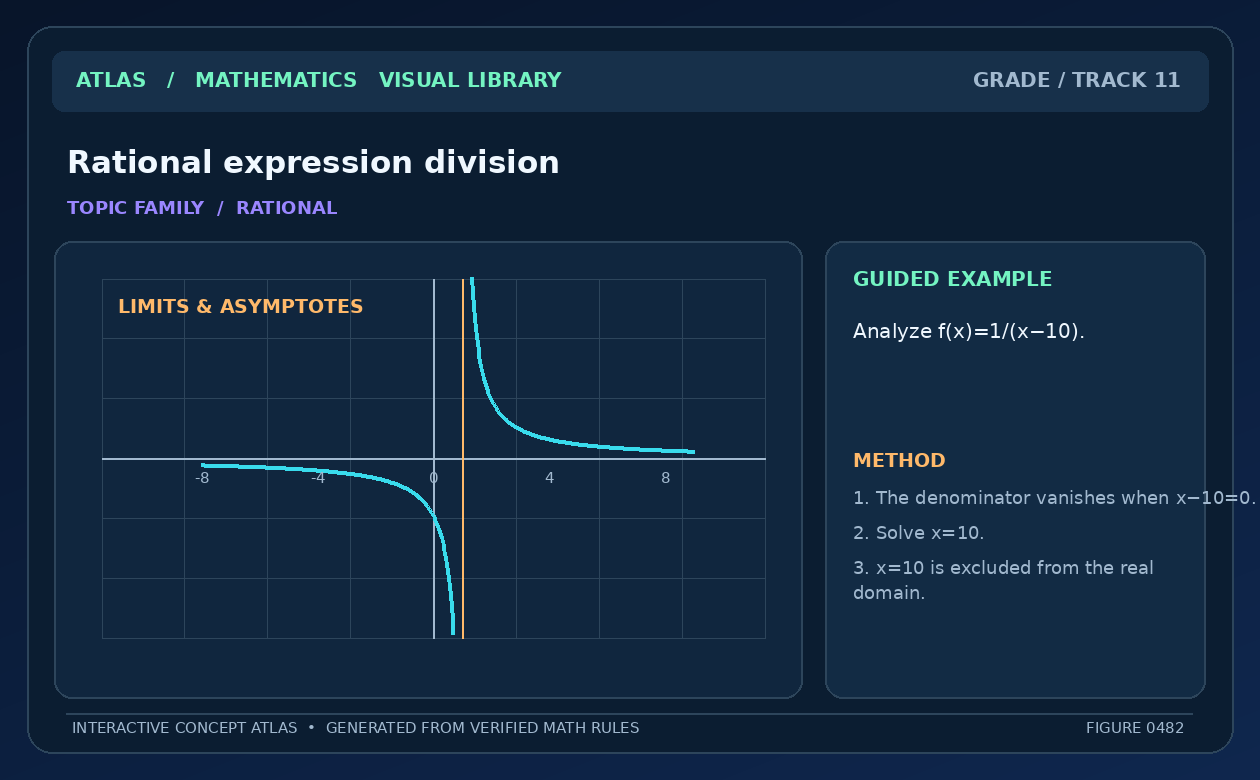 ATLAS / MATHEMATICS VISUAL LIBRARY
GRADE / TRACK 11
Rational expression division
TOPIC FAMILY / RATIONAL
LIMITS & ASYMPTOTES
-8 -4 0 4 8
GUIDED EXAMPLE
Analyze f(x)=1/(x−10).
METHOD
1. The denominator vanishes when x−10=0.
2. Solve x=10.
3. x=10 is excluded from the real
domain.
INTERACTIVE CONCEPT ATLAS • GENERATED FROM VERIFIED MATH RULES
FIGURE 0482